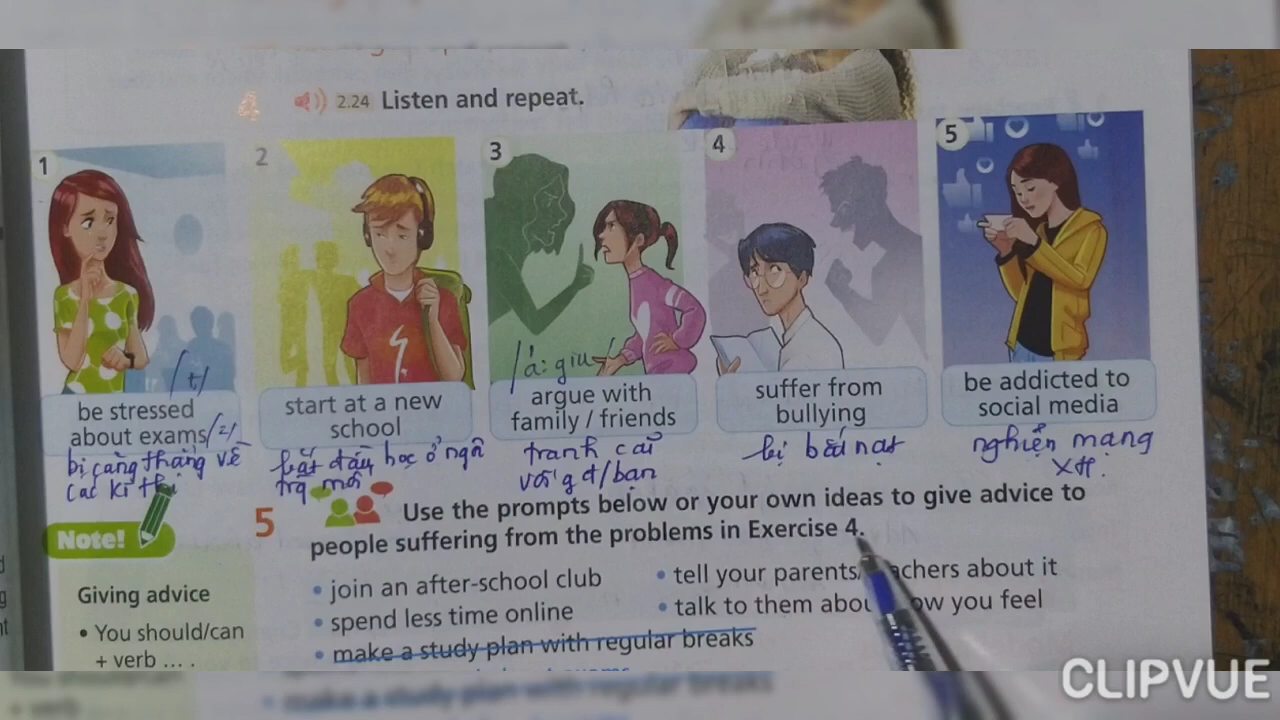 4 2.24 Listen and repeat.
1
2
3
4
5
/t/
/á: giu/
be stressed
about exams /z/
bị căng thẳng về
các kì thi
start at a new
school
bắt đầu học ở ngôi
trg mới
argue with
family / friends
tranh cãi
với gđ/bạn
suffer from
bullying
bị bắt nạt
be addicted to
social media
nghiện mạng
XH.
5 Use the prompts below or your own ideas to give advice to
people suffering from the problems in Exercise 4.
• join an after-school club
• spend less time online
• make a study plan with regular breaks
• tell your parents/ achers about it
• talk to them abou ow you feel
Note!
Giving advice
• You should/can
+ verb ... .
CLIPVUE